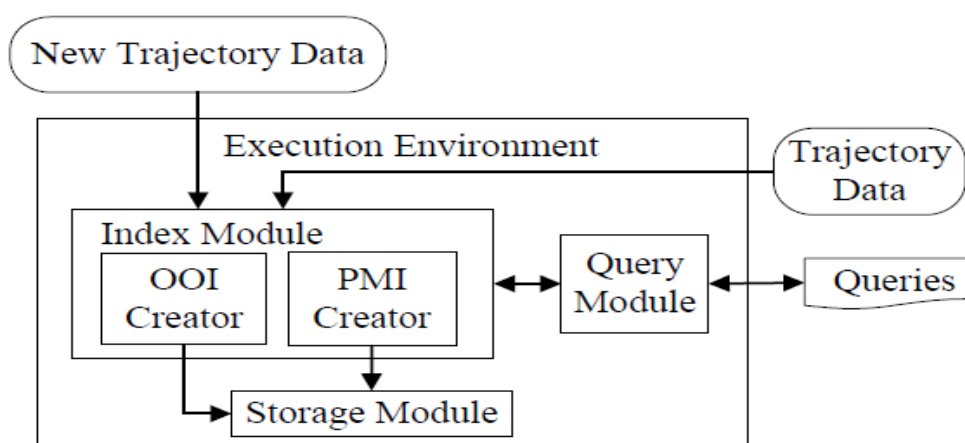 New Trajectory Data
Execution Environment
Trajectory
Data
Index Module
OOI
Creator
PMI
Creator
Query
Module
Queries
Storage Module